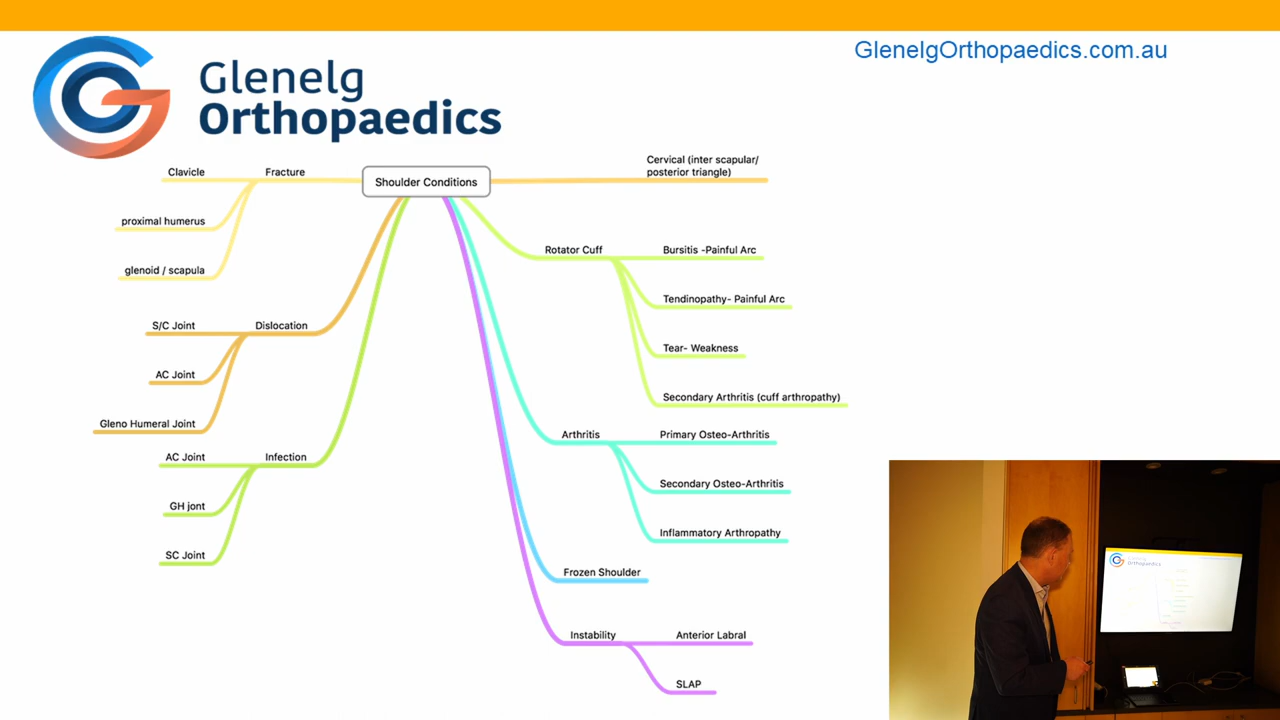 GlenelgOrthopaedics.com.au
Glenelg
Orthopaedics
Shoulder Conditions
Fracture
Clavicle
proximal humerus
glenoid / scapula
Dislocation
S/C Joint
AC Joint
Gleno Humeral Joint
Infection
AC Joint
GH jont
SC Joint
Cervical (inter scapular/
posterior triangle)
Rotator Cuff
Bursitis -Painful Arc
Tendinopathy- Painful Arc
Tear- Weakness
Secondary Arthritis (cuff arthropathy)
Arthritis
Primary Osteo-Arthritis
Secondary Osteo-Arthritis
Inflammatory Arthropathy
Frozen Shoulder
Instability
Anterior Labral
SLAP
Orthopaedics